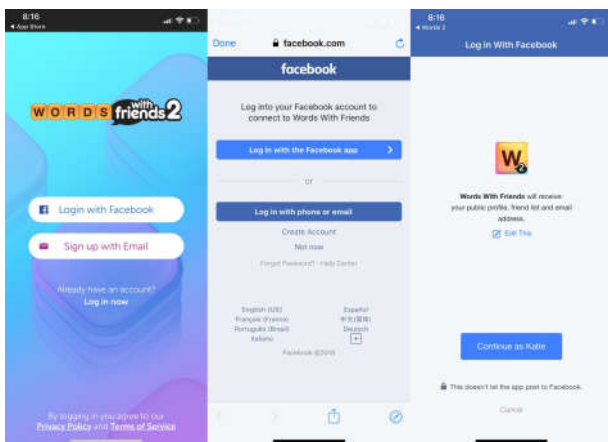 8:16
App Store
WORDS with friends 2
Login with Facebook
Sign up with Email
Already have an account?
Log in now
By logging in you agree to our
Privacy Policy and Terms of Service
Done
facebook.com
facebook
Log into your Facebook account to
connect to Words With Friends
Log in with the Facebook app
or
Log in with phone or email
Create Account
Not now
Forgot Password? · Help Center
English (US)
Español
Français (France)
中文(简体)
Português (Brasil)
Deutsch
Italiano
+
Facebook ©2018
8:16
Words 2
Log in With Facebook
W2
Words With Friends will receive:
your public profile, friend list and email
address.
Edit This
Continue as Katie
This doesn't let the app post to Facebook.
Cancel